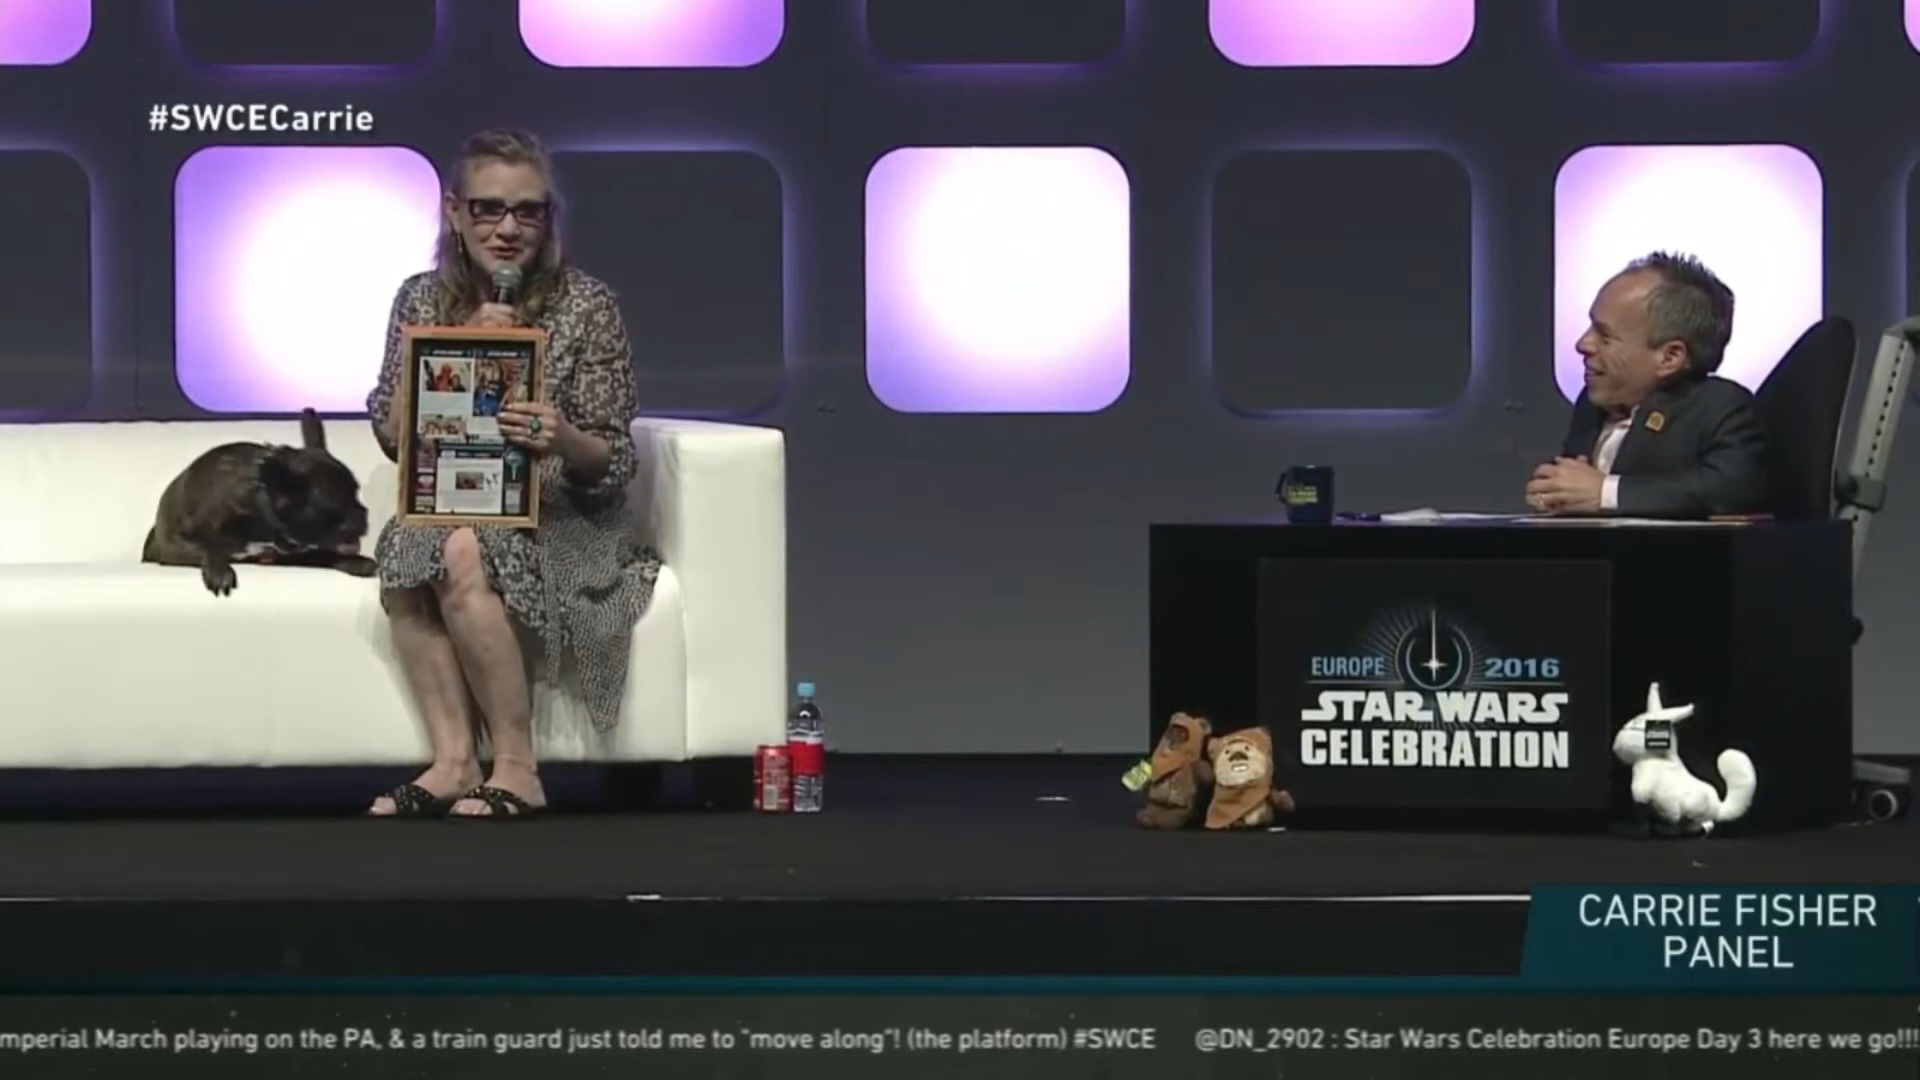 #SWCECarrie
EUROPE 2016
STAR WARS
CELEBRATION
CARRIE FISHER
PANEL
mperial March playing on the PA, & a train guard just told me to "move along"! (the platform) #SWCE @DN_2902 : Star Wars Celebration Europe Day 3 here we go!!!